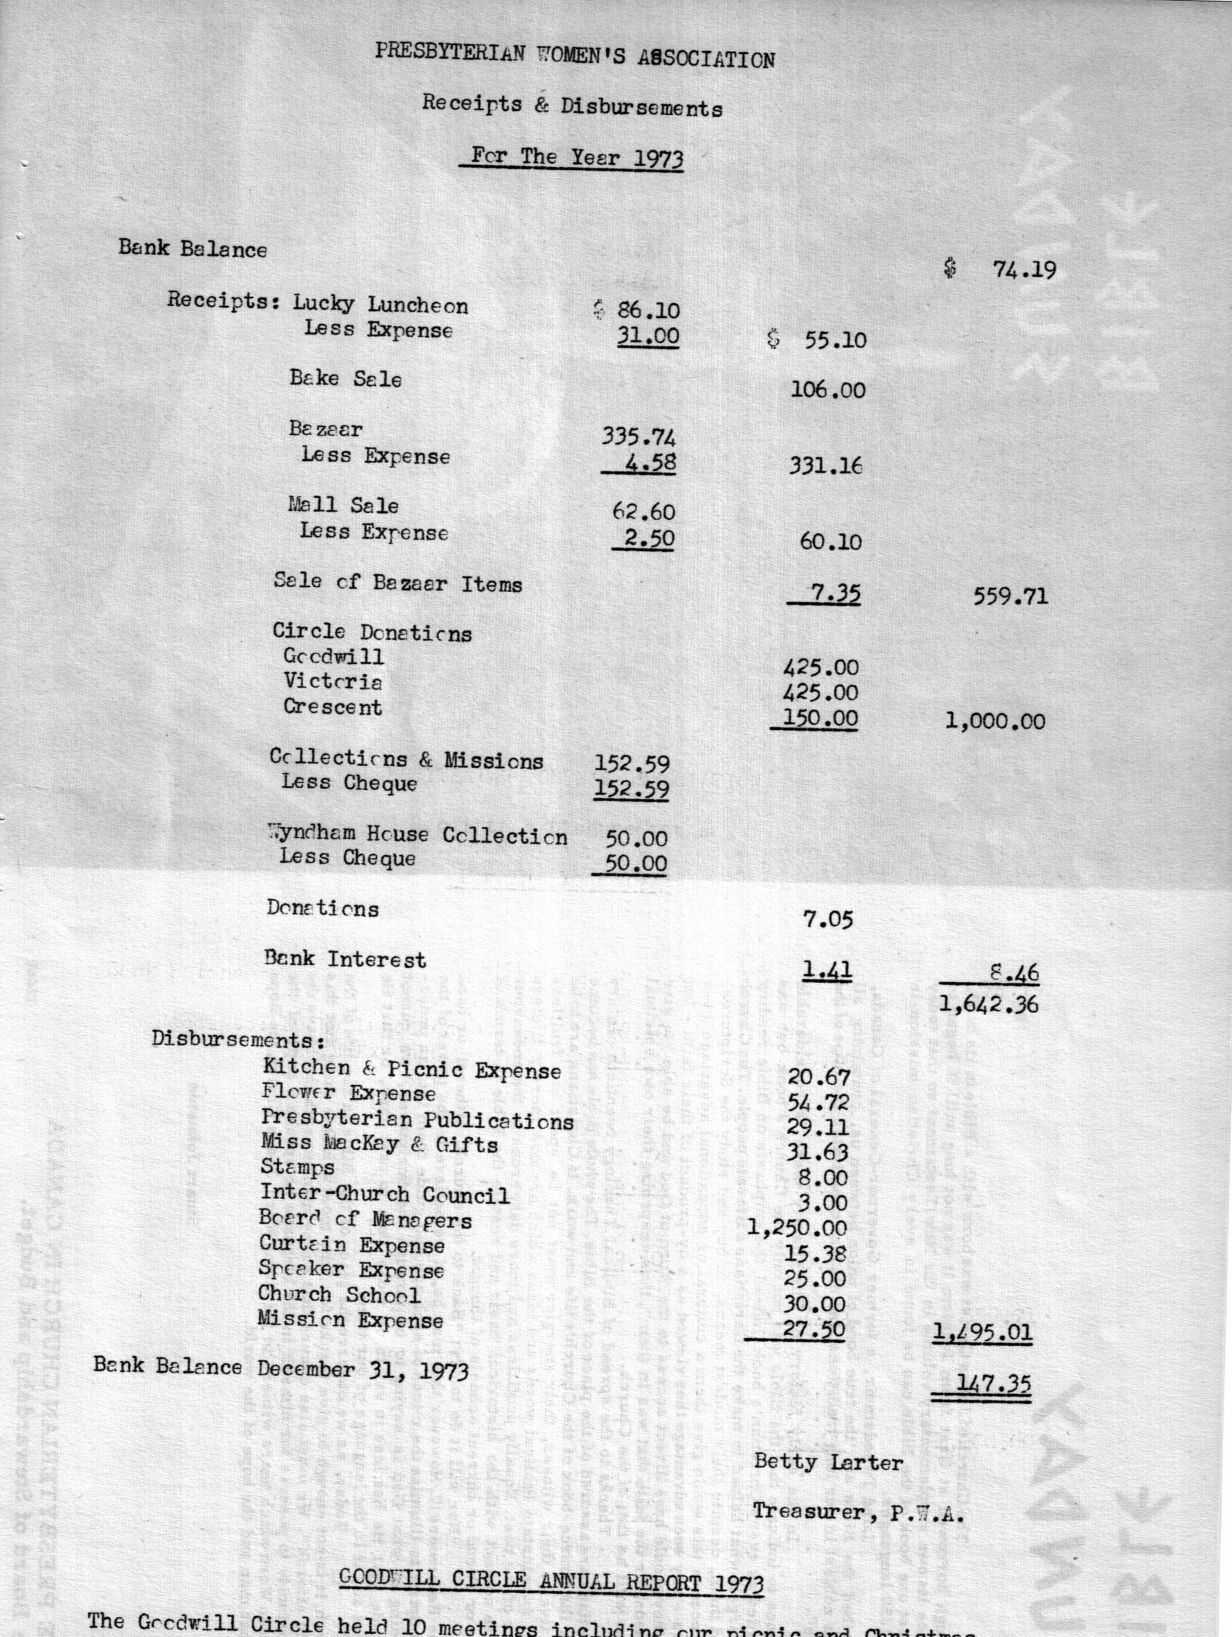 PRESBYTERIAN WOMEN'S ASSOCIATION
Receipts & Disbursements
For The Year 1973
Bank Balance $ 74.19
Receipts: Lucky Luncheon $ 86.10
Less Expense 31.00 $ 55.10
Bake Sale 106.00
Bazaar 335.74
Less Expense 4.58 331.16
Mall Sale 62.60
Less Expense 2.50 60.10
Sale of Bazaar Items 7.35 559.71
Circle Donations
Goodwill 425.00
Victoria 425.00
Crescent 150.00 1,000.00
Collections & Missions 152.59
Less Cheque 152.59
Wyndham House Collection 50.00
Less Cheque 50.00
Donations 7.05
Bank Interest 1.41 8.46
1,642.36
Disbursements:
Kitchen & Picnic Expense 20.67
Flower Expense 54.72
Presbyterian Publications 29.11
Miss MacKay & Gifts 31.63
Stamps 8.00
Inter-Church Council 3.00
Board of Managers 1,250.00
Curtain Expense 15.38
Speaker Expense 25.00
Church School 30.00
Mission Expense 27.50 1,495.01
Bank Balance December 31, 1973 147.35
Betty Larter
Treasurer, P.W.A.
GOODWILL CIRCLE ANNUAL REPORT 1973
The Goodwill Circle held 10 meetings including our picnic and Christmas